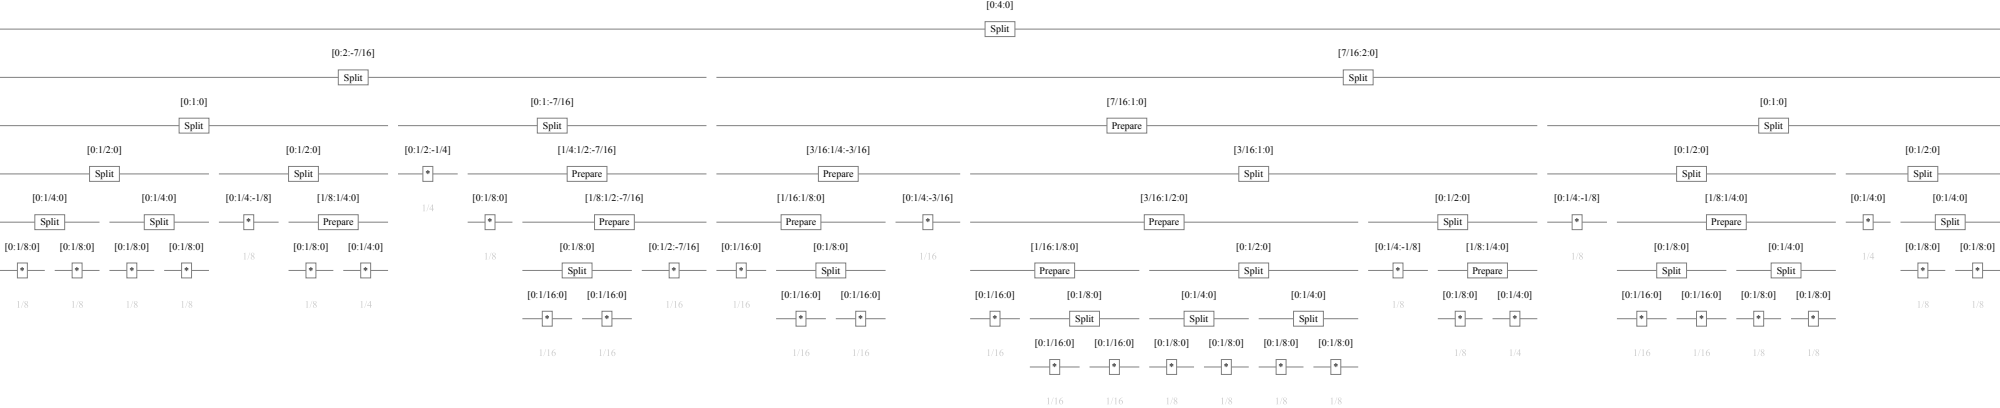 [0:4:0]
Split
[0:2:-7/16] [7/16:2:0]
Split Split
[0:1:0] [0:1:-7/16] [7/16:1:0] [0:1:0]
Split Split Prepare Split
[0:1/2:0] [0:1/2:0] [0:1/2:-1/4] [1/4:1/2:-7/16] [3/16:1/4:-3/16] [3/16:1:0] [0:1/2:0] [0:1/2:0]
Split Split * Prepare Prepare Split Split Split
[0:1/4:0] [0:1/4:0] [0:1/4:-1/8] [1/8:1/4:0] 1/4 [0:1/8:0] [1/8:1/2:-7/16] [1/16:1/8:0] [0:1/4:-3/16] [3/16:1/2:0] [0:1/2:0] [0:1/4:-1/8] [1/8:1/4:0] [0:1/4:0] [0:1/4:0]
Split Split * Prepare * Prepare Prepare * Prepare Split * Prepare * Split
[0:1/8:0] [0:1/8:0] [0:1/8:0] [0:1/8:0] 1/8 [0:1/8:0] [0:1/4:0] 1/8 [0:1/8:0] [0:1/2:-7/16] [0:1/16:0] [0:1/8:0] 1/16 [1/16:1/8:0] [0:1/2:0] [0:1/4:-1/8] [1/8:1/4:0] 1/8 [0:1/8:0] [0:1/4:0] 1/4 [0:1/8:0] [0:1/8:0]
* * * * * * Split * * Split Prepare Split * Prepare Split Split * *
1/8 1/8 1/8 1/8 1/8 1/4 [0:1/16:0] [0:1/16:0] 1/16 1/16 [0:1/16:0] [0:1/16:0] [0:1/16:0] [0:1/8:0] [0:1/4:0] [0:1/4:0] 1/8 [0:1/8:0] [0:1/4:0] [0:1/16:0] [0:1/16:0] [0:1/8:0] [0:1/8:0] 1/8 1/8
* * * * * Split Split Split * * * * * *
1/16 1/16 1/16 1/16 1/16 [0:1/16:0] [0:1/16:0] [0:1/8:0] [0:1/8:0] [0:1/8:0] [0:1/8:0] 1/8 1/4 1/16 1/16 1/8 1/8
* * * * * *
1/16 1/16 1/8 1/8 1/8 1/8